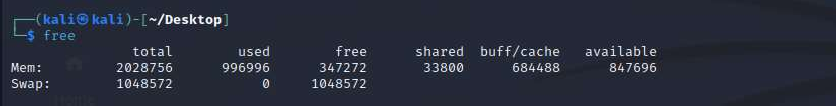 ┌──(kali㉿kali)-[~/Desktop]
└─$ free
total used free shared buff/cache available
Mem: 2028756 996996 347272 33800 684488 847696
Swap: 1048572 0 1048572